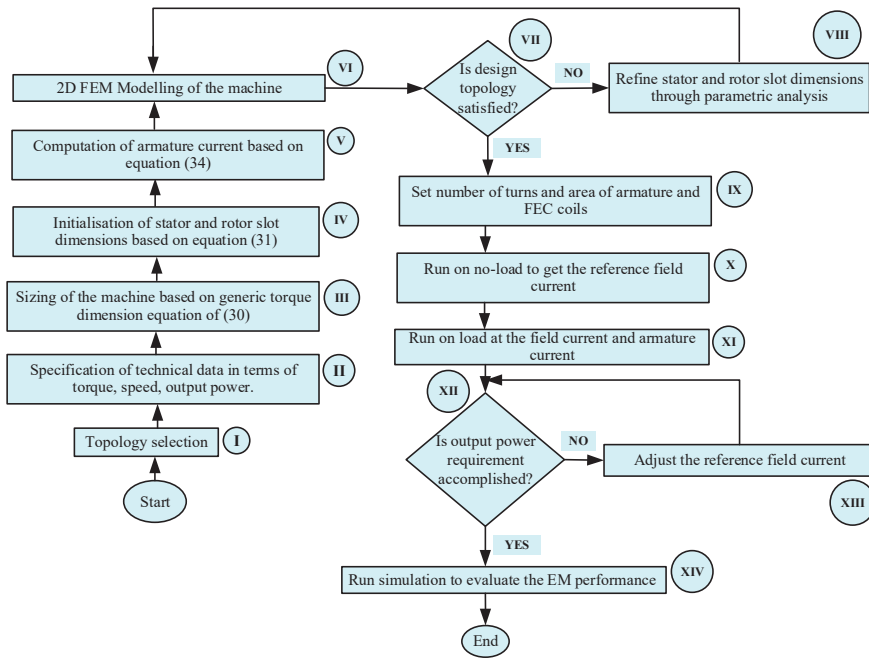 VIII
VII
VI
2D FEM Modelling of the machine
Is design
topology
satisfied?
NO
Refine stator and rotor slot dimensions
through parametric analysis
Computation of armature current based on
equation (34)
V
YES
IX
Set number of turns and area of armature and
FEC coils
Initialisation of stator and rotor slot
dimensions based on equation (31)
IV
Run on no-load to get the reference field
current
X
Sizing of the machine based on generic torque
dimension equation of (30)
III
Run on load at the field current and armature
current
XI
Specification of technical data in terms of
torque, speed, output power.
II
XII
Topology selection
I
Is output power
requirement
accomplished?
NO
Adjust the reference field current
XIII
Start
YES
Run simulation to evaluate the EM performance
XIV
End